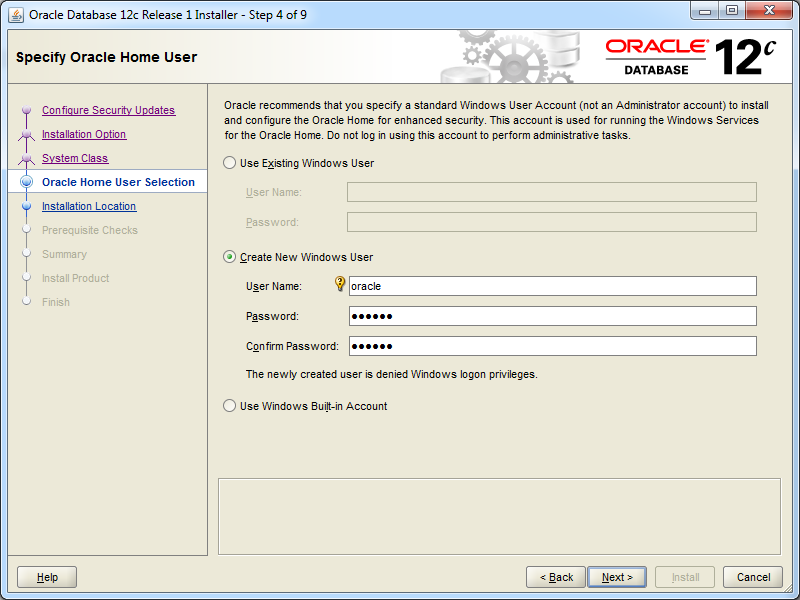 Oracle Database 12c Release 1 Installer - Step 4 of 9
Specify Oracle Home User
ORACLE®
DATABASE
12c
Configure Security Updates
Installation Option
System Class
Oracle Home User Selection
Installation Location
Prerequisite Checks
Summary
Install Product
Finish
Oracle recommends that you specify a standard Windows User Account (not an Administrator account) to install
and configure the Oracle Home for enhanced security. This account is used for running the Windows Services
for the Oracle Home. Do not log in using this account to perform administrative tasks.
Use Existing Windows User
User Name:
Password:
Create New Windows User
User Name: oracle
Password: ●●●●●●
Confirm Password: ●●●●●●
The newly created user is denied Windows logon privileges.
Use Windows Built-in Account
Help
< Back
Next >
Install
Cancel